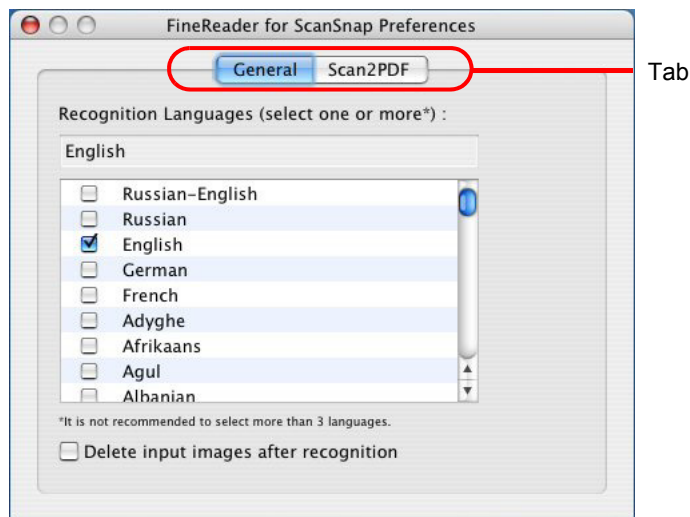 FineReader for ScanSnap Preferences
General Scan2PDF
Tab
Recognition Languages (select one or more*) :
English
Russian-English
Russian
English
German
French
Adyghe
Afrikaans
Agul
Albanian
*It is not recommended to select more than 3 languages.
Delete input images after recognition